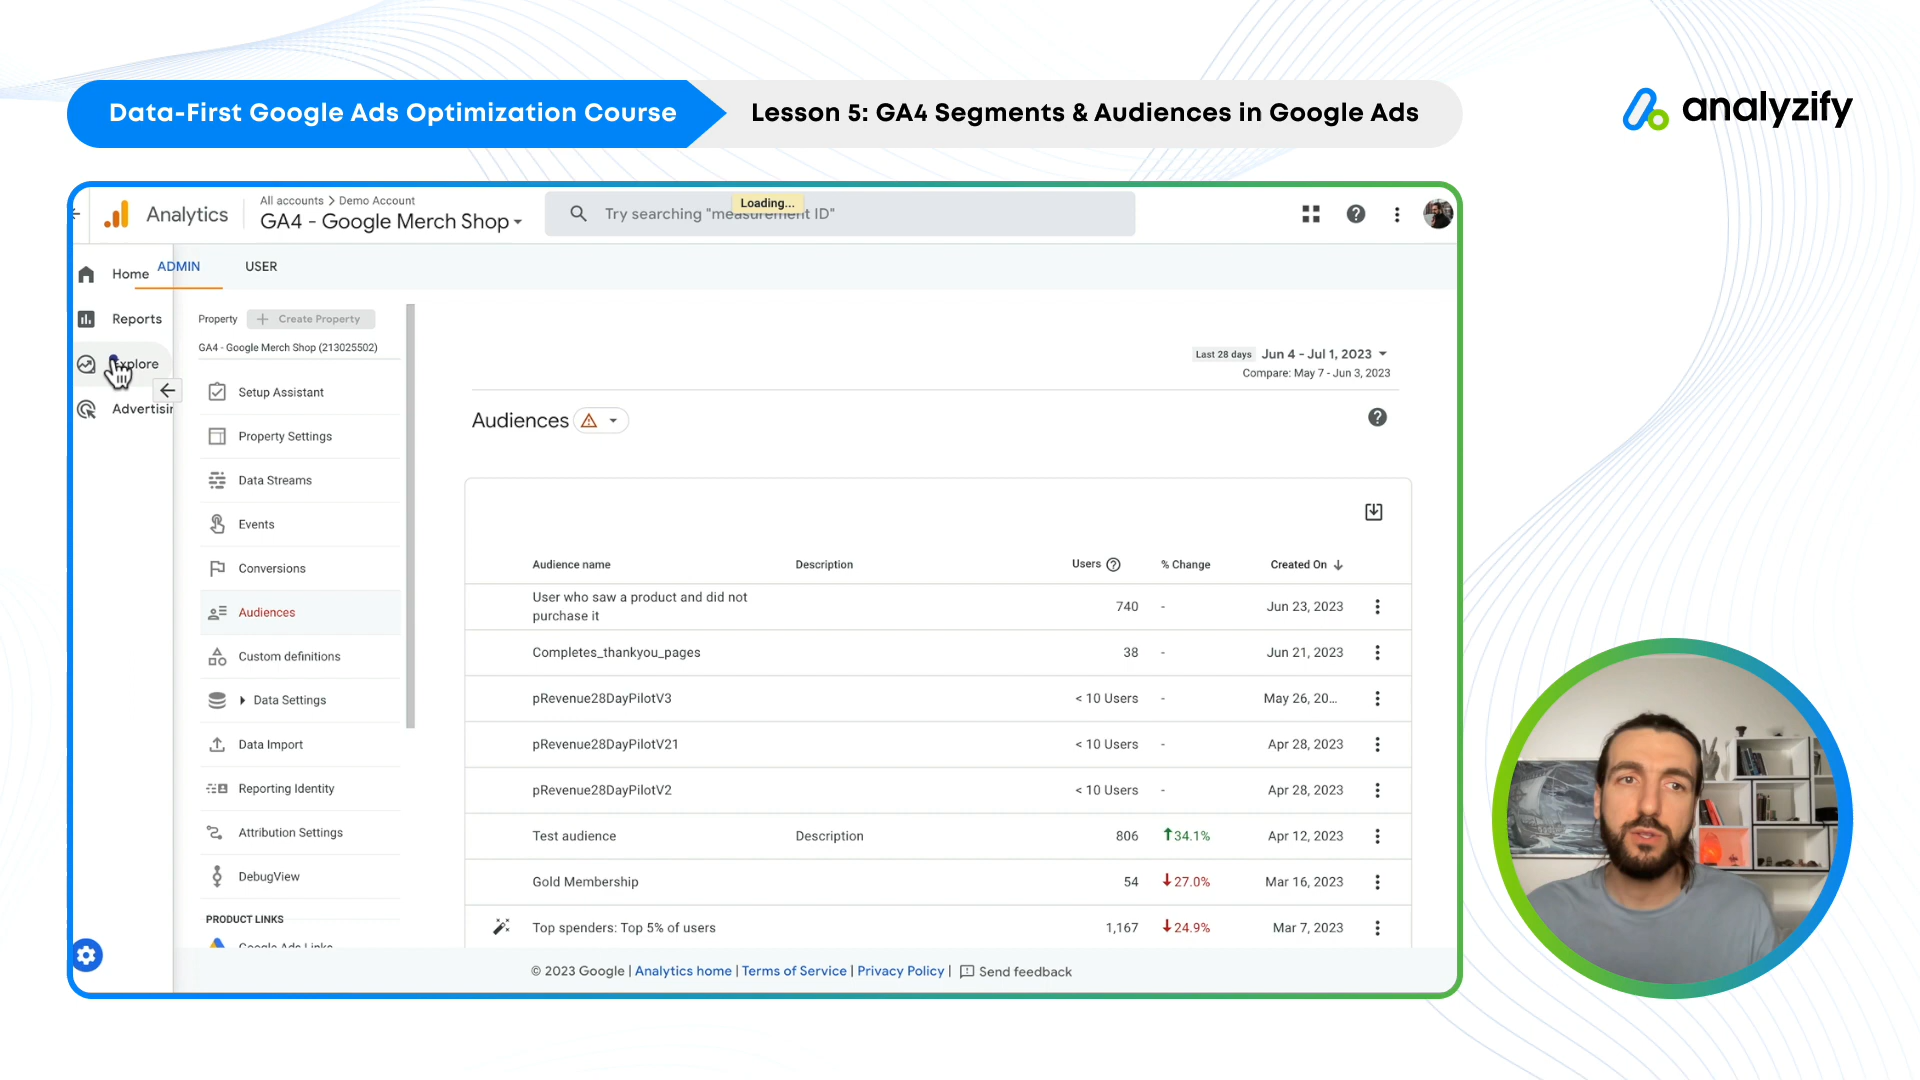 Data-First Google Ads Optimization Course
Lesson 5: GA4 Segments & Audiences in Google Ads
analyzify
Analytics
All accounts > Demo Account
GA4 - Google Merch Shop
Try searching "measurement ID"
Loading...
Home
ADMIN
USER
Reports
Explore
Property
Create Property
GA4 - Google Merch Shop (213025502)
Setup Assistant
Property Settings
Data Streams
Events
Conversions
Audiences
Custom definitions
Data Settings
Data Import
Reporting Identity
Attribution Settings
DebugView
PRODUCT LINKS
Google Ads Links
Last 28 days Jun 4 - Jul 1, 2023
Compare: May 7 - Jun 3, 2023
Audiences
Audience name Description Users % Change Created On
User who saw a product and did not
purchase it
740 - Jun 23, 2023
Completes_thankyou_pages 38 - Jun 21, 2023
pRevenue28DayPilotV3 < 10 Users - May 26, 20...
pRevenue28DayPilotV21 < 10 Users - Apr 28, 2023
pRevenue28DayPilotV2 < 10 Users - Apr 28, 2023
Test audience Description 806 34.1% Apr 12, 2023
Gold Membership 54 27.0% Mar 16, 2023
Top spenders: Top 5% of users 1,167 24.9% Mar 7, 2023
© 2023 Google | Analytics home | Terms of Service | Privacy Policy | Send feedback